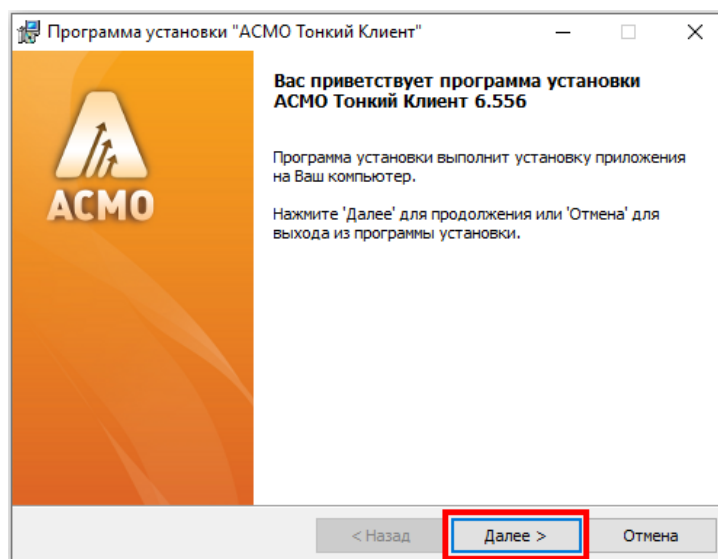 Программа установки "АСМО Тонкий Клиент"
АСМО
Вас приветствует программа установки
АСМО Тонкий Клиент 6.556
Программа установки выполнит установку приложения
на Ваш компьютер.
Нажмите 'Далее' для продолжения или 'Отмена' для
выхода из программы установки.
< Назад
Далее >
Отмена